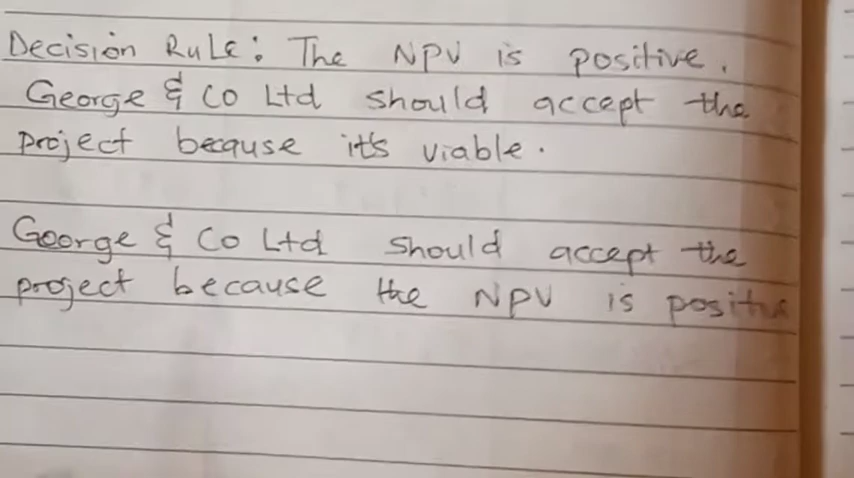 Decision Rule: The NPV is positive.
George & Co Ltd should accept the
project because it's viable.
George & Co Ltd should accept the
project because the NPV is positive